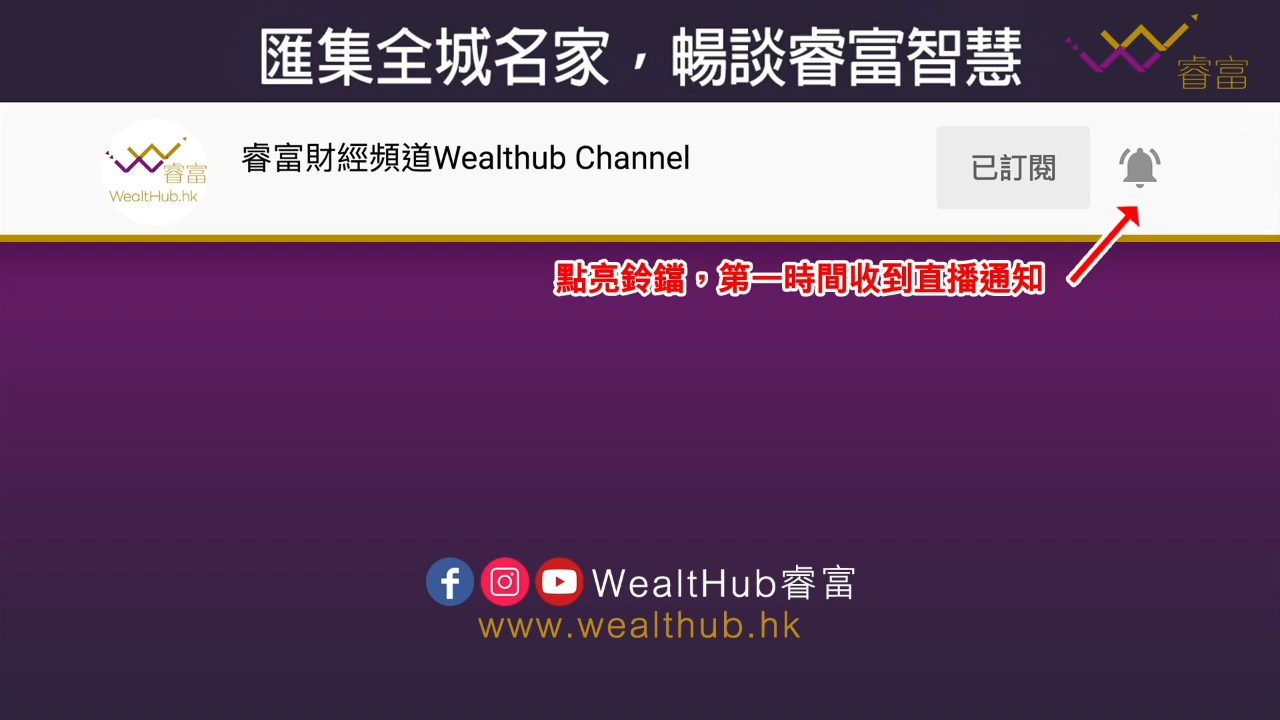 匯集全城名家，暢談睿富智慧
睿富
睿富
WealtHub.hk
睿富財經頻道Wealthub Channel
已訂閱
點亮鈴鐺，第一時間收到直播通知
WealtHub睿富
www.wealthub.hk